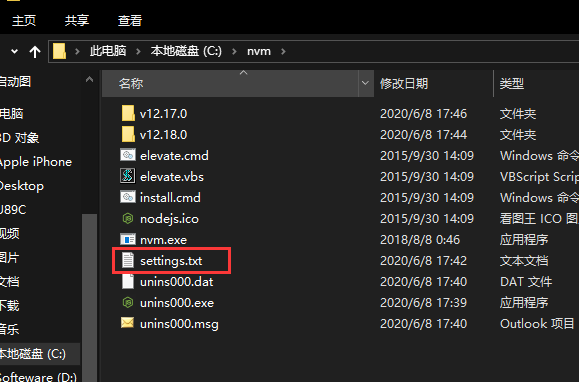 主页 共享 查看
此电脑 本地磁盘 (C:) nvm
名称 修改日期 类型
启动图
电脑
3D 对象
Apple iPhone
Desktop
U89C
视频
图片
文档
下载
音乐
本地磁盘 (C:)
Softeware (D:)
v12.17.0 2020/6/8 17:46 文件夹
v12.18.0 2020/6/8 17:44 文件夹
elevate.cmd 2015/9/30 14:09 Windows 命令
elevate.vbs 2015/9/30 14:09 VBScript Scrip
install.cmd 2015/9/30 14:09 Windows 命令
nodejs.ico 2015/9/30 14:09 看图王 ICO 图
nvm.exe 2018/8/8 0:46 应用程序
settings.txt 2020/6/8 17:42 文本文档
unins000.dat 2020/6/8 17:40 DAT 文件
unins000.exe 2020/6/8 17:39 应用程序
unins000.msg 2020/6/8 17:40 Outlook 项目